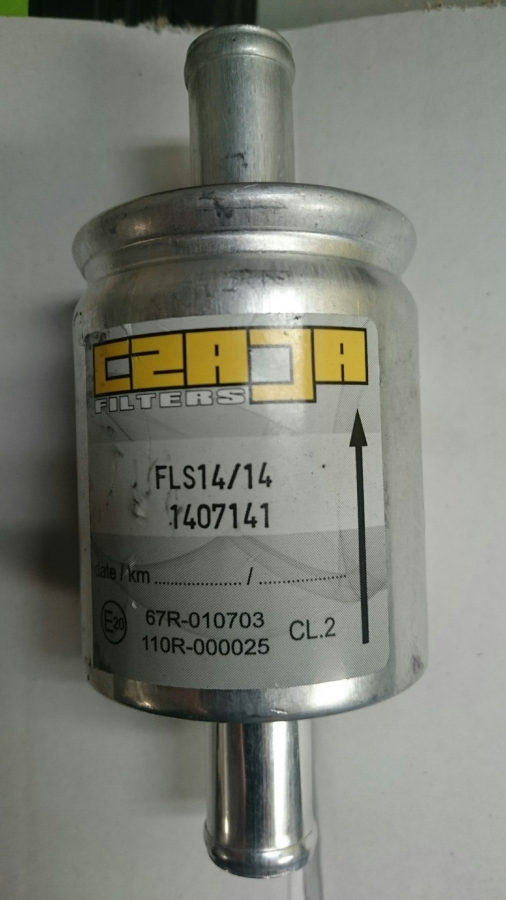 CZAJA
FILTERS
FLS14/14
1407141
date / km ..................... / .....................
E20
67R-010703
110R-000025
CL.2